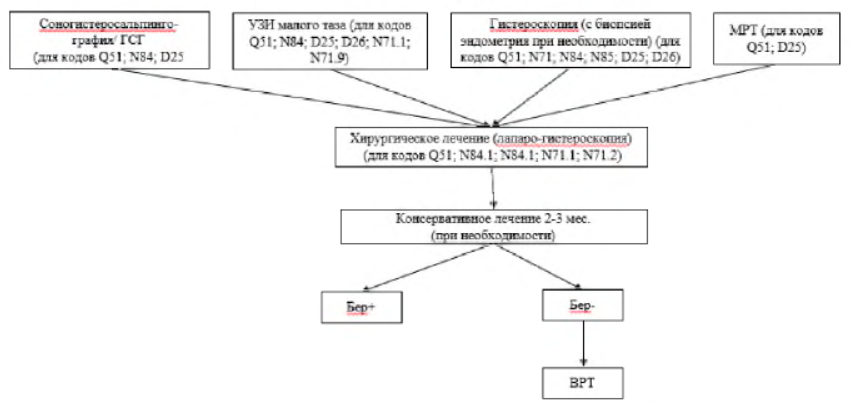 Соногистеросальпинго-
графия/ ГСГ
(для кодов Q51; N84; D25
УЗИ малого таза (для кодов
Q51; N84; D25; D26; N71.1;
N71.9)
Гистероскопия (с биопсией
эндометрия при необходимости) (для
кодов Q51; N71; N84; N85; D25; D26)
МРТ (для кодов
Q51; D25)
Хирургическое лечение (лапаро-гистероскопия)
(для кодов Q51; N84.1; N84.1; N71.1; N71.2)
Консервативное лечение 2-3 мес.
(при необходимости)
Бер+
Бер-
ВРТ